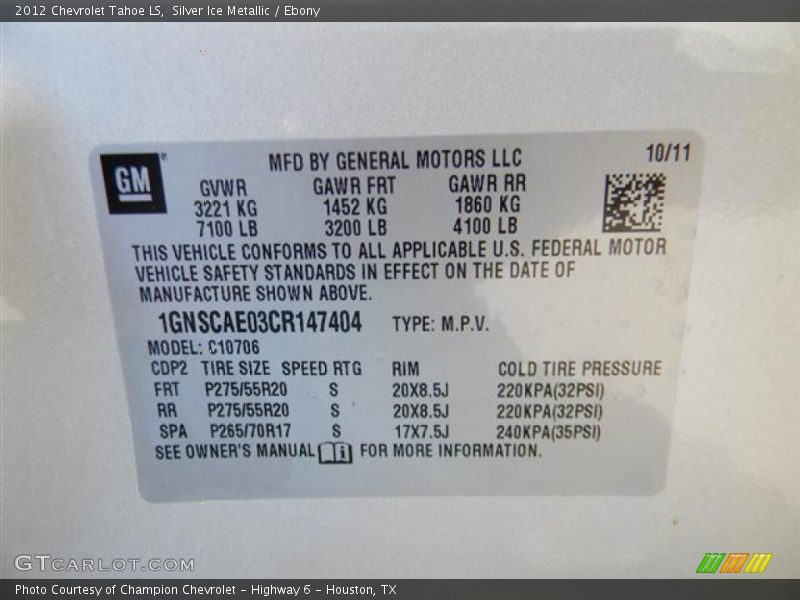 2012 Chevrolet Tahoe LS,  Silver Ice Metallic / Ebony
MFD BY GENERAL MOTORS LLC 10/11
GM
GVWR GAWR FRT GAWR RR
3221 KG 1452 KG 1860 KG
7100 LB 3200 LB 4100 LB
THIS VEHICLE CONFORMS TO ALL APPLICABLE U.S. FEDERAL MOTOR
VEHICLE SAFETY STANDARDS IN EFFECT ON THE DATE OF
MANUFACTURE SHOWN ABOVE.
1GNSCAE03CR147404 TYPE: M.P.V.
MODEL: C10706
CDP2 TIRE SIZE SPEED RTG RIM COLD TIRE PRESSURE
FRT P275/55R20 S 20X8.5J 220KPA(32PSI)
RR P275/55R20 S 20X8.5J 220KPA(32PSI)
SPA P265/70R17 S 17X7.5J 240KPA(35PSI)
SEE OWNER'S MANUAL i FOR MORE INFORMATION.
GTCARLOT.COM
Photo Courtesy of Champion Chevrolet - Highway 6 - Houston, TX